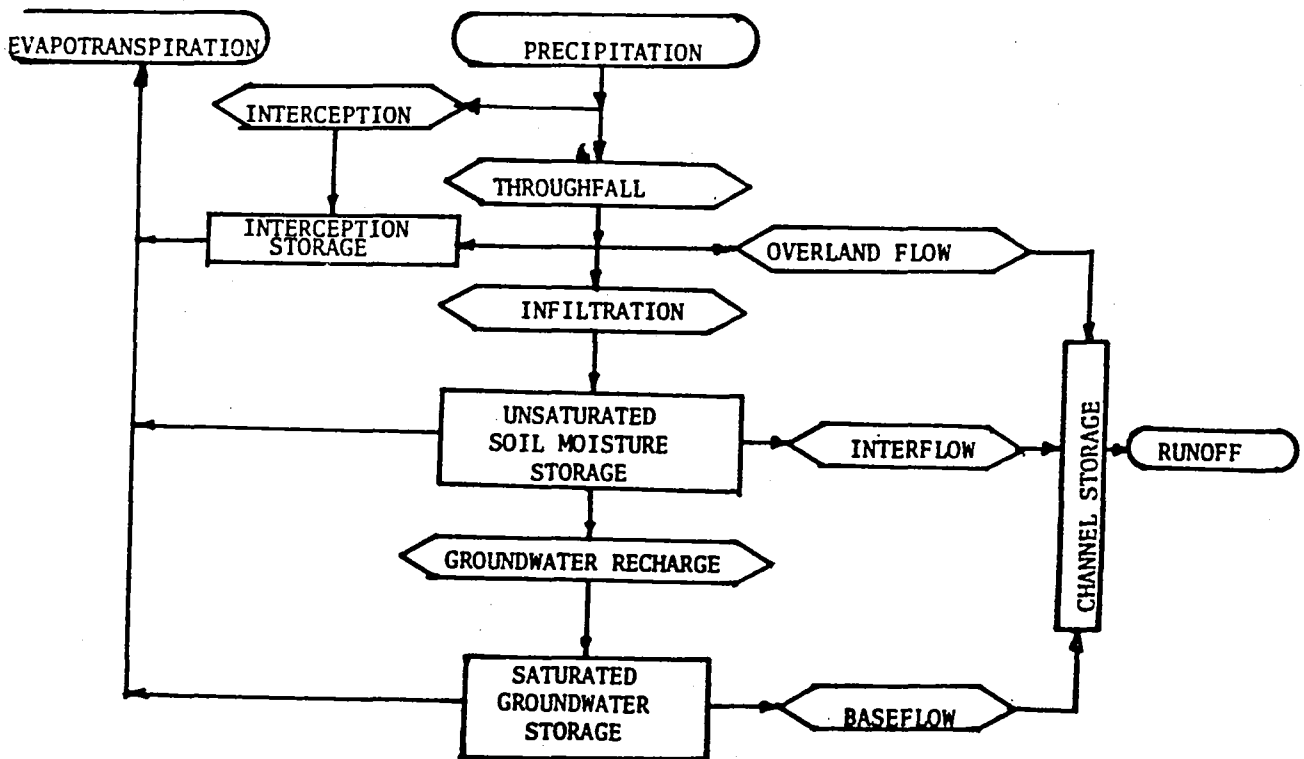 EVAPOTRANSPIRATION
PRECIPITATION
INTERCEPTION
THROUGHFALL
INTERCEPTION
STORAGE
OVERLAND FLOW
INFILTRATION
UNSATURATED
SOIL MOISTURE
STORAGE
INTERFLOW
CHANNEL STORAGE
RUNOFF
GROUNDWATER RECHARGE
SATURATED
GROUNDWATER
STORAGE
BASEFLOW